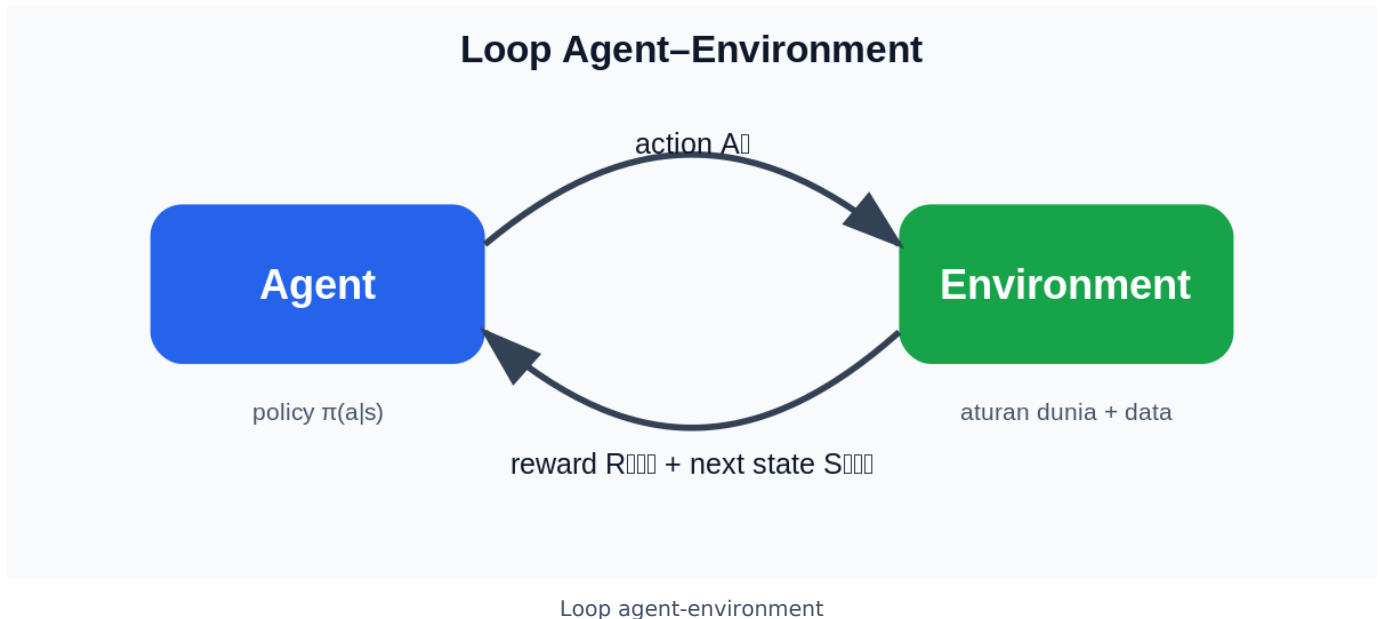 Loop Agent–Environment
action A▯
Agent
Environment
policy π(a|s)
aturan dunia + data
reward R▯▯▯ + next state S▯▯▯
Loop agent-environment